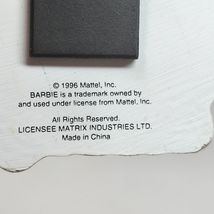 © 1996 Mattel, Inc.
BARBIE is a trademark owned by
and used under license from Mattel, Inc.
All Rights Reserved.
LICENSEE MATRIX INDUSTRIES LTD.
Made in China